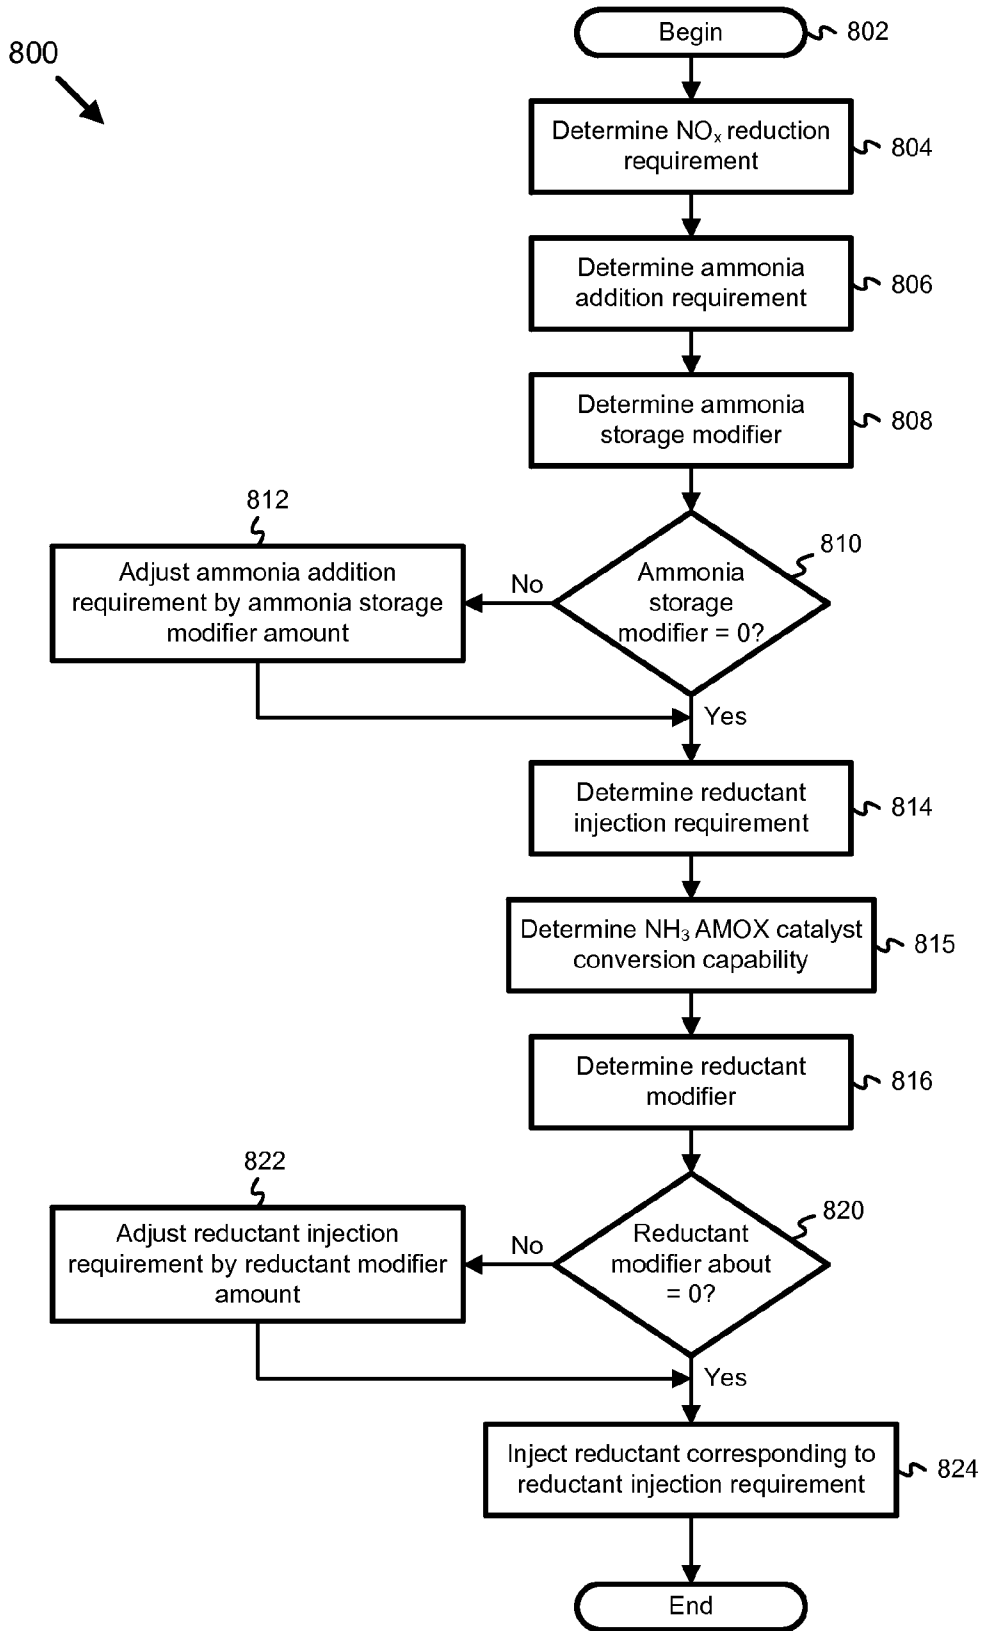 800
Begin
802
Determine NOx reduction
requirement
804
Determine ammonia
addition requirement
806
Determine ammonia
storage modifier
808
812
Adjust ammonia addition
requirement by ammonia storage
modifier amount
No
Ammonia
storage
modifier = 0?
810
Yes
Determine reductant
injection requirement
814
Determine NH3 AMOX catalyst
conversion capability
815
Determine reductant
modifier
816
822
Adjust reductant injection
requirement by reductant modifier
amount
No
Reductant
modifier about
= 0?
820
Yes
Inject reductant corresponding to
reductant injection requirement
824
End